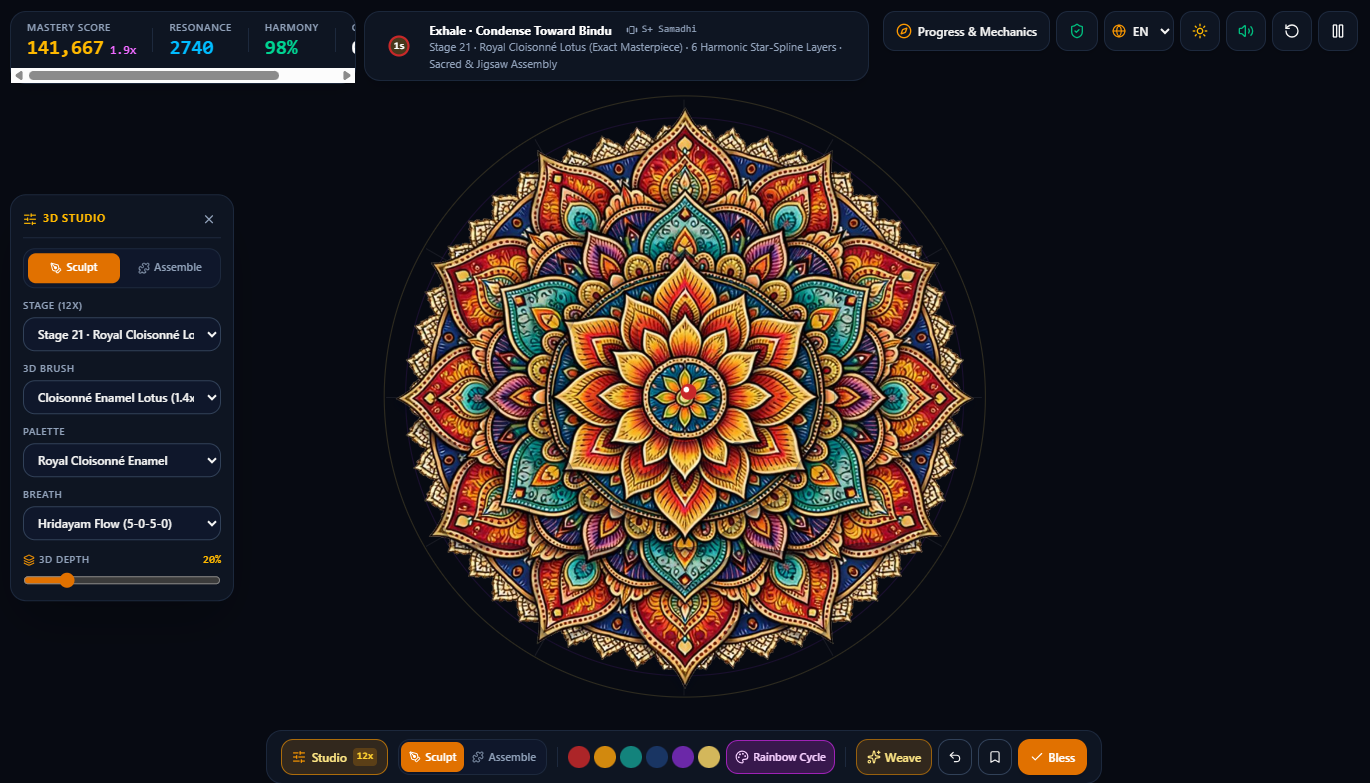 MASTERY SCORE
141,667 1.9x
RESONANCE
2740
HARMONY
98%
1s
Exhale · Condense Toward Bindu S+ Samadhi
Stage 21 · Royal Cloisonné Lotus (Exact Masterpiece) · 6 Harmonic Star-Spline Layers ·
Sacred & Jigsaw Assembly
Progress & Mechanics
EN
3D STUDIO
Sculpt Assemble
STAGE (12X)
Stage 21 · Royal Cloisonné Lo
3D BRUSH
Cloisonné Enamel Lotus (1.4x
PALETTE
Royal Cloisonné Enamel
BREATH
Hridayam Flow (5-0-5-0)
3D DEPTH 20%
Studio 12x Sculpt Assemble Rainbow Cycle Weave Bless